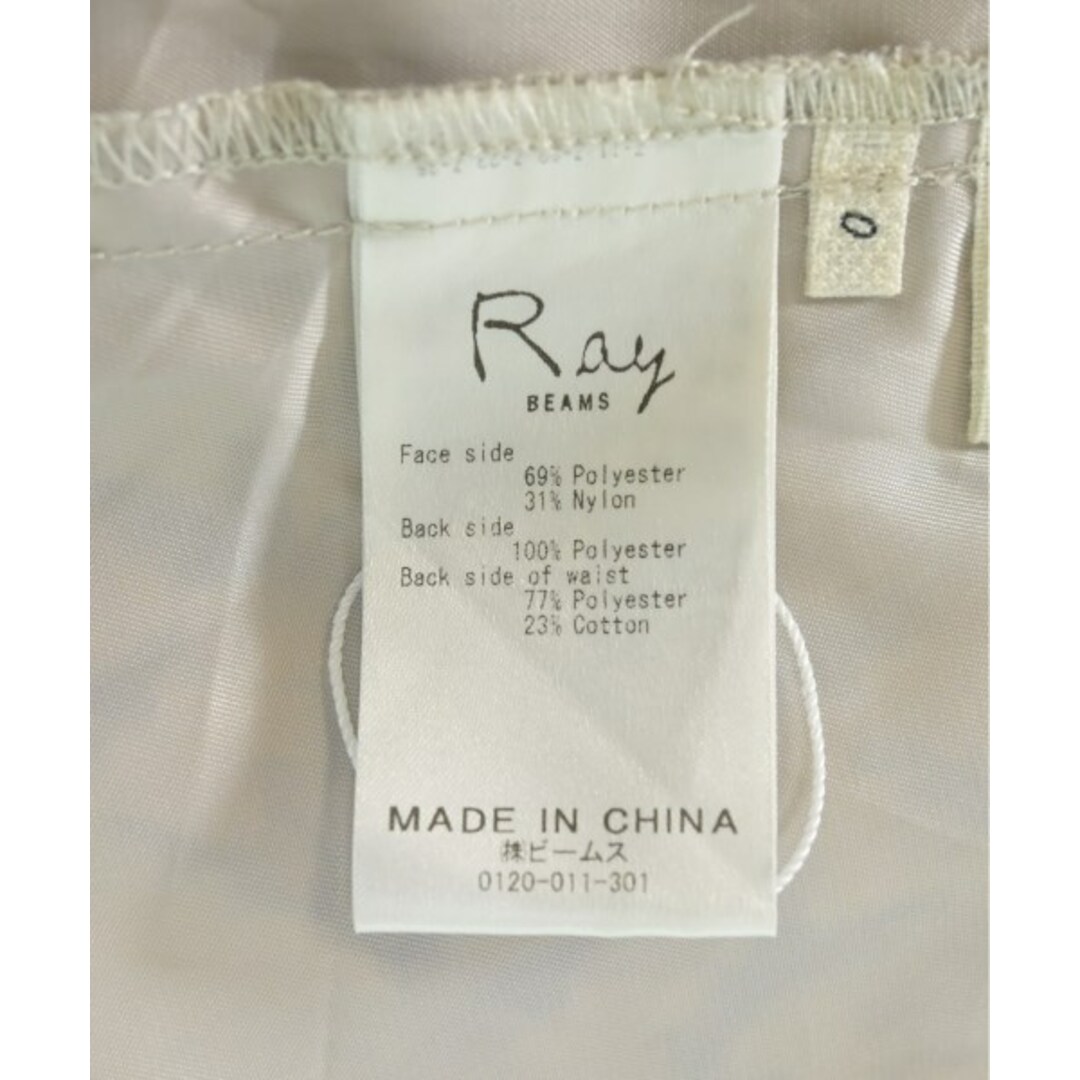 0
Ray
BEAMS
Face side
69% Polyester
31% Nylon
Back side
100% Polyester
Back side of waist
77% Polyester
23% Cotton
MADE IN CHINA
㈱ビームス
0120-011-301